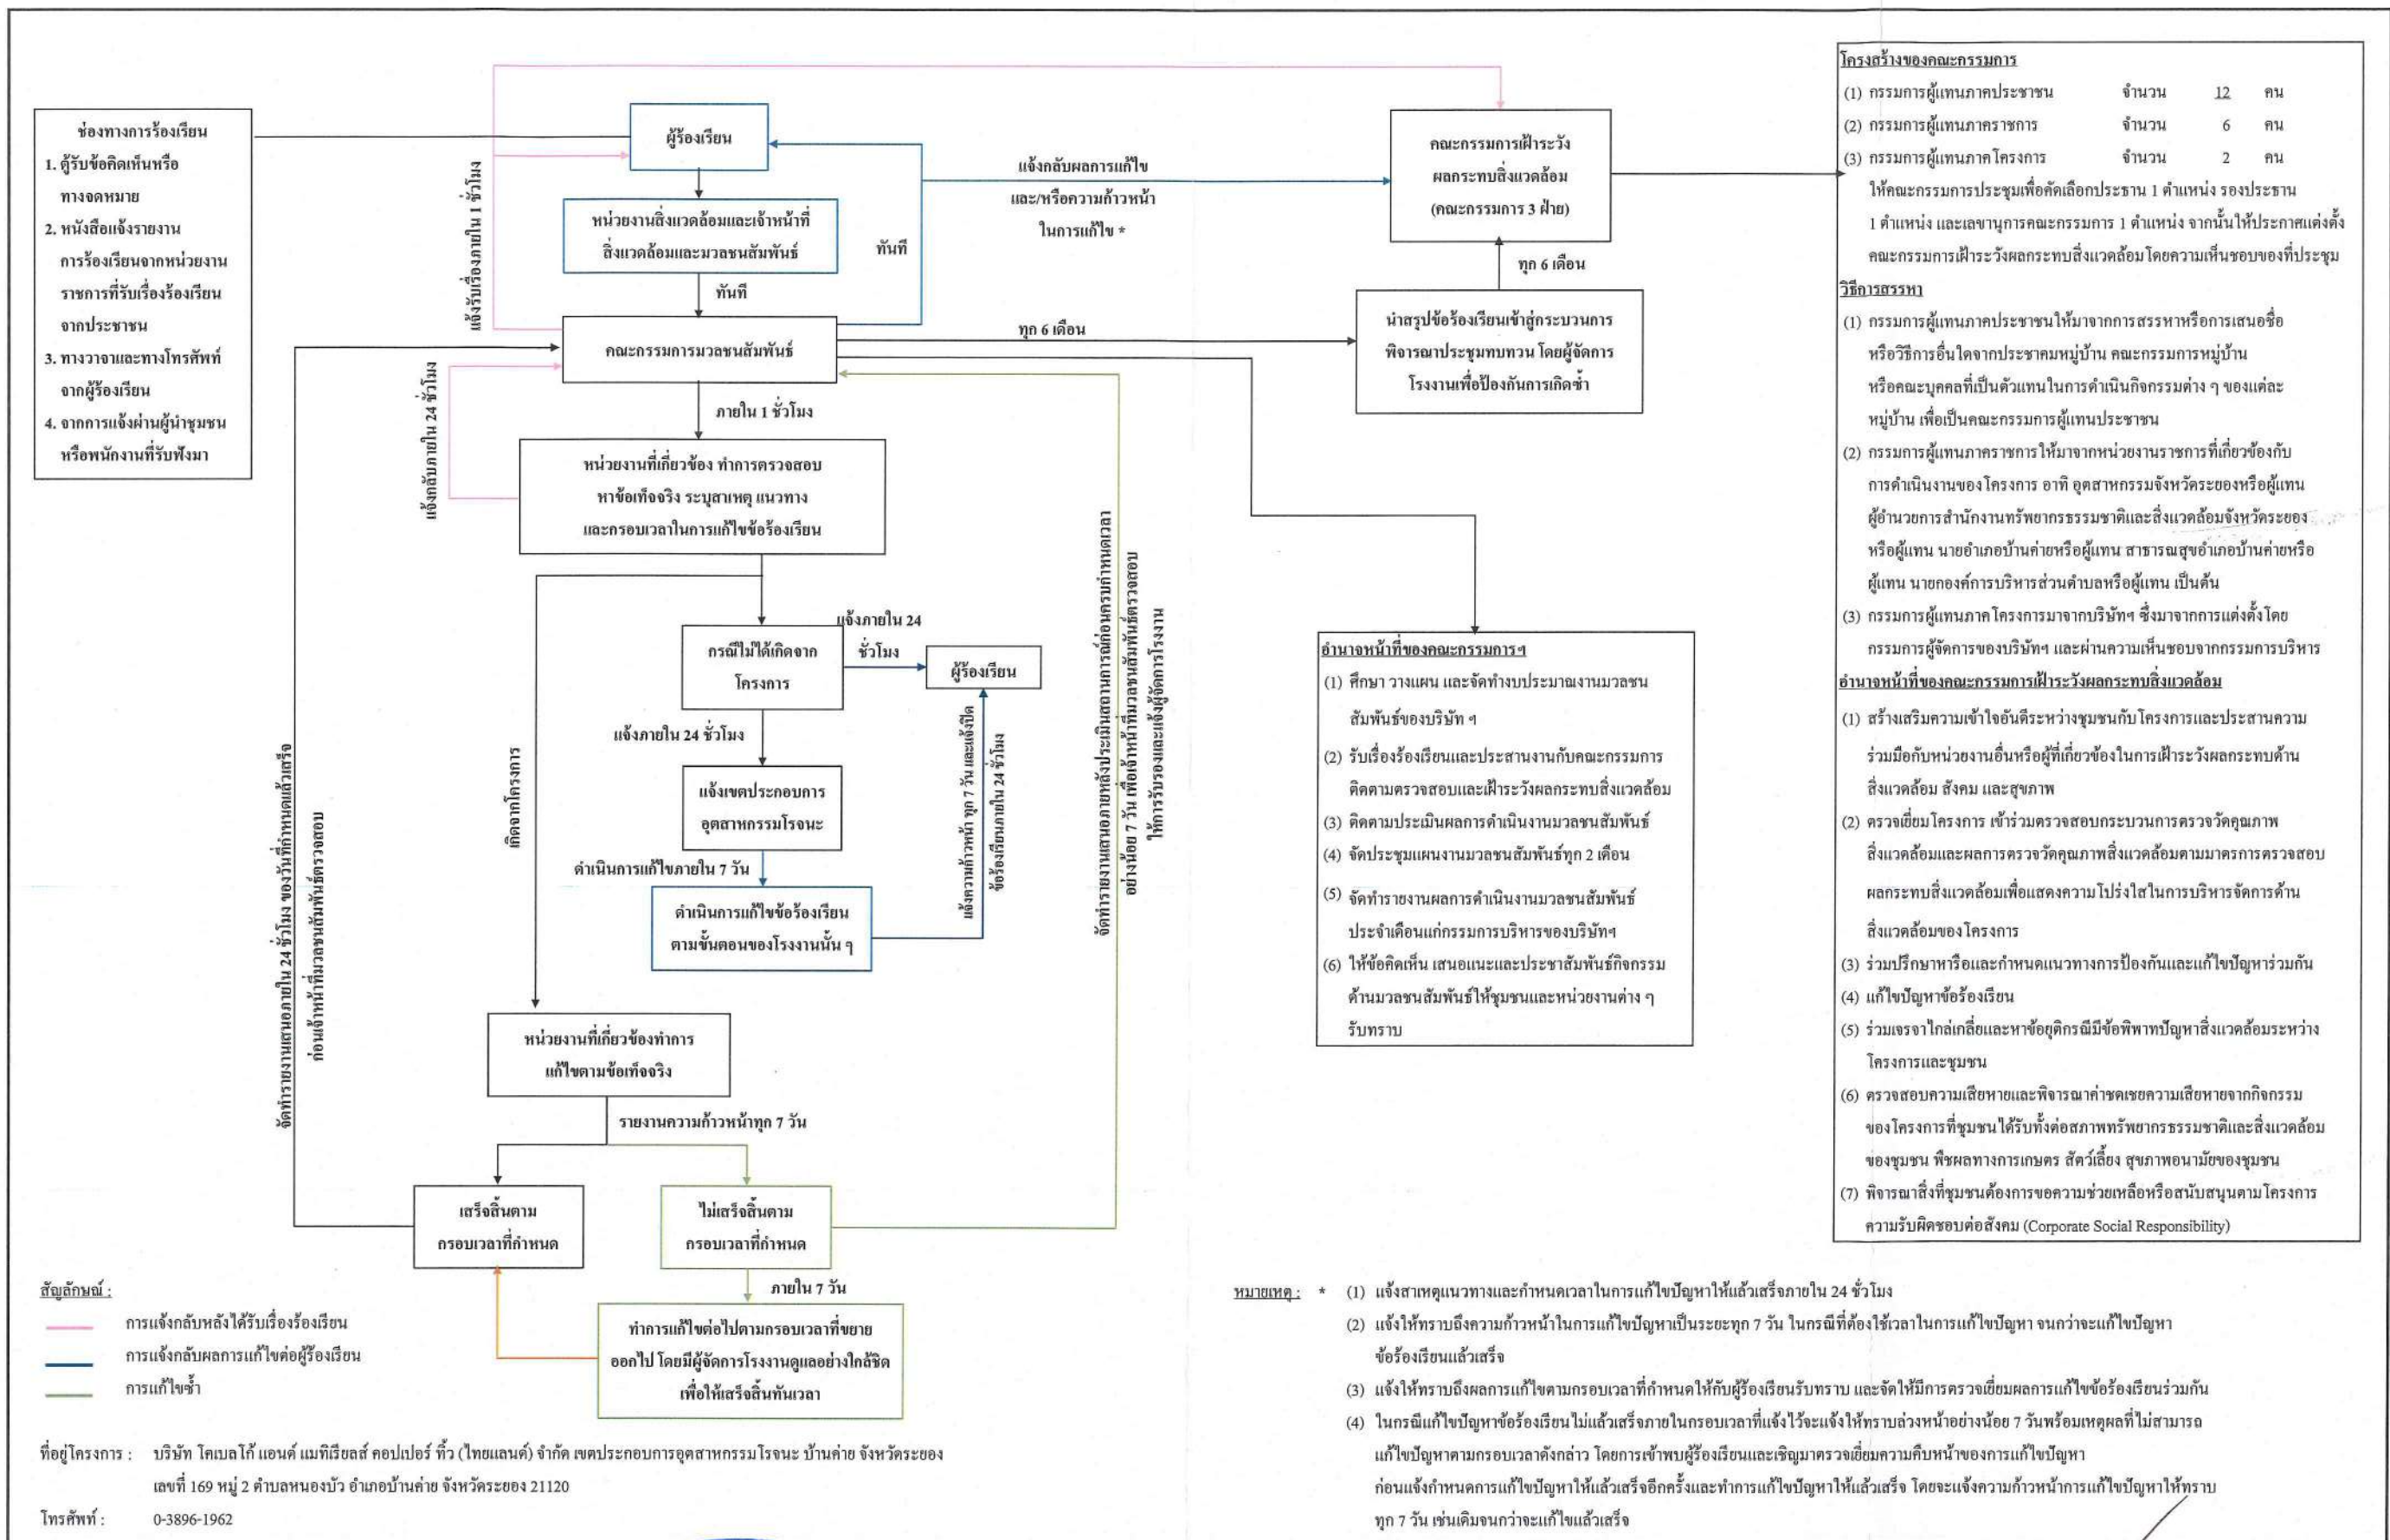 ช่องทางการร้องเรียน
1. ตู้รับข้อคิดเห็นหรือ
ทางจดหมาย
2. หนังสือแจ้งรายงาน
การร้องเรียนจากหน่วยงาน
ราชการที่รับเรื่องร้องเรียน
จากประชาชน
3. ทางวาจาและทางโทรศัพท์
จากผู้ร้องเรียน
4. จากการแจ้งผ่านผู้นำชุมชน
หรือพนักงานที่รับฟังมา
ผู้ร้องเรียน
หน่วยงานสิ่งแวดล้อมและเจ้าหน้าที่
สิ่งแวดล้อมและมวลชนสัมพันธ์
ทันที
ทันที
แจ้งรับเรื่องภายใน 1 ชั่วโมง
แจ้งกลับผลการแก้ไข
และ/หรือความก้าวหน้า
ในการแก้ไข *
คณะกรรมการเฝ้าระวัง
ผลกระทบสิ่งแวดล้อม
(คณะกรรมการ 3 ฝ่าย)
ทุก 6 เดือน
นำสรุปข้อร้องเรียนเข้าสู่กระบวนการ
พิจารณาประชุมทบทวน โดยผู้จัดการ
โรงงานเพื่อป้องกันการเกิดซ้ำ
ทุก 6 เดือน
คณะกรรมการมวลชนสัมพันธ์
ภายใน 1 ชั่วโมง
แจ้งกลับภายใน 24 ชั่วโมง
หน่วยงานที่เกี่ยวข้อง ทำการตรวจสอบ
หาข้อเท็จจริง ระบุสาเหตุ แนวทาง
และกรอบเวลาในการแก้ไขข้อร้องเรียน
กรณีไม่ได้เกิดจาก
โครงการ
แจ้งภายใน 24
ชั่วโมง
ผู้ร้องเรียน
แจ้งภายใน 24 ชั่วโมง
แจ้งเขตประกอบการ
อุตสาหกรรมโรจนะ
ดำเนินการแก้ไขภายใน 7 วัน
ดำเนินการแก้ไขข้อร้องเรียน
ตามขั้นตอนของโรงงานนั้น ๆ
แจ้งความก้าวหน้า ทุก 7 วัน และแจ้งปิด
ข้อร้องเรียนภายใน 24 ชั่วโมง
เกิดจากโครงการ
หน่วยงานที่เกี่ยวข้องทำการ
แก้ไขตามข้อเท็จจริง
รายงานความก้าวหน้าทุก 7 วัน
เสร็จสิ้นตาม
กรอบเวลาที่กำหนด
ไม่เสร็จสิ้นตาม
กรอบเวลาที่กำหนด
ภายใน 7 วัน
ทำการแก้ไขต่อไปตามกรอบเวลาที่ขยาย
ออกไป โดยมีผู้จัดการโรงงานดูแลอย่างใกล้ชิด
เพื่อให้เสร็จสิ้นทันเวลา
จัดทำรายงานเสนอภายใน 24 ชั่วโมง ของวันที่กำหนดแล้วเสร็จ
ก่อนเจ้าหน้าที่มวลชนสัมพันธ์ตรวจสอบ
จัดทำรายงานเสนอภายหลังประเมินสถานการณ์ก่อนครบกำหนดเวลา
อย่างน้อย 7 วัน เพื่อเจ้าหน้าที่มวลชนสัมพันธ์ตรวจสอบ
ให้การรับรองและแจ้งผู้จัดการโรงงาน
อำนาจหน้าที่ของคณะกรรมการฯ
(1) ศึกษา วางแผน และจัดทำงบประมาณงานมวลชน
สัมพันธ์ของบริษัท ฯ
(2) รับเรื่องร้องเรียนและประสานงานกับคณะกรรมการ
ติดตามตรวจสอบและเฝ้าระวังผลกระทบสิ่งแวดล้อม
(3) ติดตามประเมินผลการดำเนินงานมวลชนสัมพันธ์
(4) จัดประชุมแผนงานมวลชนสัมพันธ์ทุก 2 เดือน
(5) จัดทำรายงานผลการดำเนินงานมวลชนสัมพันธ์
ประจำเดือนแก่กรรมการบริหารของบริษัทฯ
(6) ให้ข้อคิดเห็น เสนอแนะและประชาสัมพันธ์กิจกรรม
ด้านมวลชนสัมพันธ์ให้ชุมชนและหน่วยงานต่าง ๆ
รับทราบ
โครงสร้างของคณะกรรมการ
(1) กรรมการผู้แทนภาคประชาชน จำนวน 12 คน
(2) กรรมการผู้แทนภาคราชการ จำนวน 6 คน
(3) กรรมการผู้แทนภาคโครงการ จำนวน 2 คน
ให้คณะกรรมการประชุมเพื่อคัดเลือกประธาน 1 ตำแหน่ง รองประธาน
1 ตำแหน่ง และเลขานุการคณะกรรมการ 1 ตำแหน่ง จากนั้นให้ประกาศแต่งตั้ง
คณะกรรมการเฝ้าระวังผลกระทบสิ่งแวดล้อมโดยความเห็นชอบของที่ประชุม
วิธีการสรรหา
(1) กรรมการผู้แทนภาคประชาชนให้มาจากการสรรหาหรือการเสนอชื่อ
หรือวิธีการอื่นใดจากประชาคมหมู่บ้าน คณะกรรมการหมู่บ้าน
หรือคณะบุคคลที่เป็นตัวแทนในการดำเนินกิจกรรมต่าง ๆ ของแต่ละ
หมู่บ้าน เพื่อเป็นคณะกรรมการผู้แทนประชาชน
(2) กรรมการผู้แทนภาคราชการให้มาจากหน่วยงานราชการที่เกี่ยวข้องกับ
การดำเนินงานของโครงการ อาทิ อุตสาหกรรมจังหวัดระยองหรือผู้แทน
ผู้อำนวยการสำนักงานทรัพยากรธรรมชาติและสิ่งแวดล้อมจังหวัดระยอง
หรือผู้แทน นายอำเภอบ้านค่ายหรือผู้แทน สาธารณสุขอำเภอบ้านค่ายหรือ
ผู้แทน นายกองค์การบริหารส่วนตำบลหรือผู้แทน เป็นต้น
(3) กรรมการผู้แทนภาคโครงการมาจากบริษัทฯ ซึ่งมาจากการแต่งตั้งโดย
กรรมการผู้จัดการของบริษัทฯ และผ่านความเห็นชอบจากกรรมการบริหาร
อำนาจหน้าที่ของคณะกรรมการเฝ้าระวังผลกระทบสิ่งแวดล้อม
(1) สร้างเสริมความเข้าใจอันดีระหว่างชุมชนกับโครงการและประสานความ
ร่วมมือกับหน่วยงานอื่นหรือผู้ที่เกี่ยวข้องในการเฝ้าระวังผลกระทบด้าน
สิ่งแวดล้อม สังคม และสุขภาพ
(2) ตรวจเยี่ยมโครงการ เข้าร่วมตรวจสอบกระบวนการตรวจวัดคุณภาพ
สิ่งแวดล้อมและผลการตรวจวัดคุณภาพสิ่งแวดล้อมตามมาตรการตรวจสอบ
ผลกระทบสิ่งแวดล้อมเพื่อแสดงความโปร่งใสในการบริหารจัดการด้าน
สิ่งแวดล้อมของโครงการ
(3) ร่วมปรึกษาหารือและกำหนดแนวทางการป้องกันและแก้ไขปัญหาร่วมกัน
(4) แก้ไขปัญหาข้อร้องเรียน
(5) ร่วมเจรจาไกล่เกลี่ยและหาข้อยุติกรณีมีข้อพิพาทปัญหาสิ่งแวดล้อมระหว่าง
โครงการและชุมชน
(6) ตรวจสอบความเสียหายและพิจารณาค่าชดเชยความเสียหายจากกิจกรรม
ของโครงการที่ชุมชนได้รับทั้งต่อสภาพทรัพยากรธรรมชาติและสิ่งแวดล้อม
ของชุมชน พืชผลทางการเกษตร สัตว์เลี้ยง สุขภาพอนามัยของชุมชน
(7) พิจารณาสิ่งที่ชุมชนต้องการขอความช่วยเหลือหรือสนับสนุนตามโครงการ
ความรับผิดชอบต่อสังคม (Corporate Social Responsibility)
สัญลักษณ์ :
การแจ้งกลับหลังได้รับเรื่องร้องเรียน
การแจ้งกลับผลการแก้ไขต่อผู้ร้องเรียน
การแก้ไขซ้ำ
ที่อยู่โครงการ : บริษัท โคเบลโก้ แอนด์ แมทิเรียลส์ คอปเปอร์ ทิ้ว (ไทยแลนด์) จำกัด เขตประกอบการอุตสาหกรรมโรจนะ บ้านค่าย จังหวัดระยอง
เลขที่ 169 หมู่ 2 ตำบลหนองบัว อำเภอบ้านค่าย จังหวัดระยอง 21120
โทรศัพท์ : 0-3896-1962
หมายเหตุ : * (1) แจ้งสาเหตุแนวทางและกำหนดเวลาในการแก้ไขปัญหาให้แล้วเสร็จภายใน 24 ชั่วโมง
(2) แจ้งให้ทราบถึงความก้าวหน้าในการแก้ไขปัญหาเป็นระยะทุก 7 วัน ในกรณีที่ต้องใช้เวลาในการแก้ไขปัญหา จนกว่าจะแก้ไขปัญหา
ข้อร้องเรียนแล้วเสร็จ
(3) แจ้งให้ทราบถึงผลการแก้ไขตามกรอบเวลาที่กำหนดให้กับผู้ร้องเรียนรับทราบ และจัดให้มีการตรวจเยี่ยมผลการแก้ไขข้อร้องเรียนร่วมกัน
(4) ในกรณีแก้ไขปัญหาข้อร้องเรียนไม่แล้วเสร็จภายในกรอบเวลาที่แจ้งไว้จะแจ้งให้ทราบล่วงหน้าอย่างน้อย 7 วันพร้อมเหตุผลที่ไม่สามารถ
แก้ไขปัญหาตามกรอบเวลาดังกล่าว โดยการเข้าพบผู้ร้องเรียนและเชิญมาตรวจเยี่ยมความคืบหน้าของการแก้ไขปัญหา
ก่อนแจ้งกำหนดการแก้ไขปัญหาให้แล้วเสร็จอีกครั้งและทำการแก้ไขปัญหาให้แล้วเสร็จ โดยจะแจ้งความก้าวหน้าการแก้ไขปัญหาให้ทราบ
ทุก 7 วัน เช่นเดิมจนกว่าจะแก้ไขแล้วเสร็จ